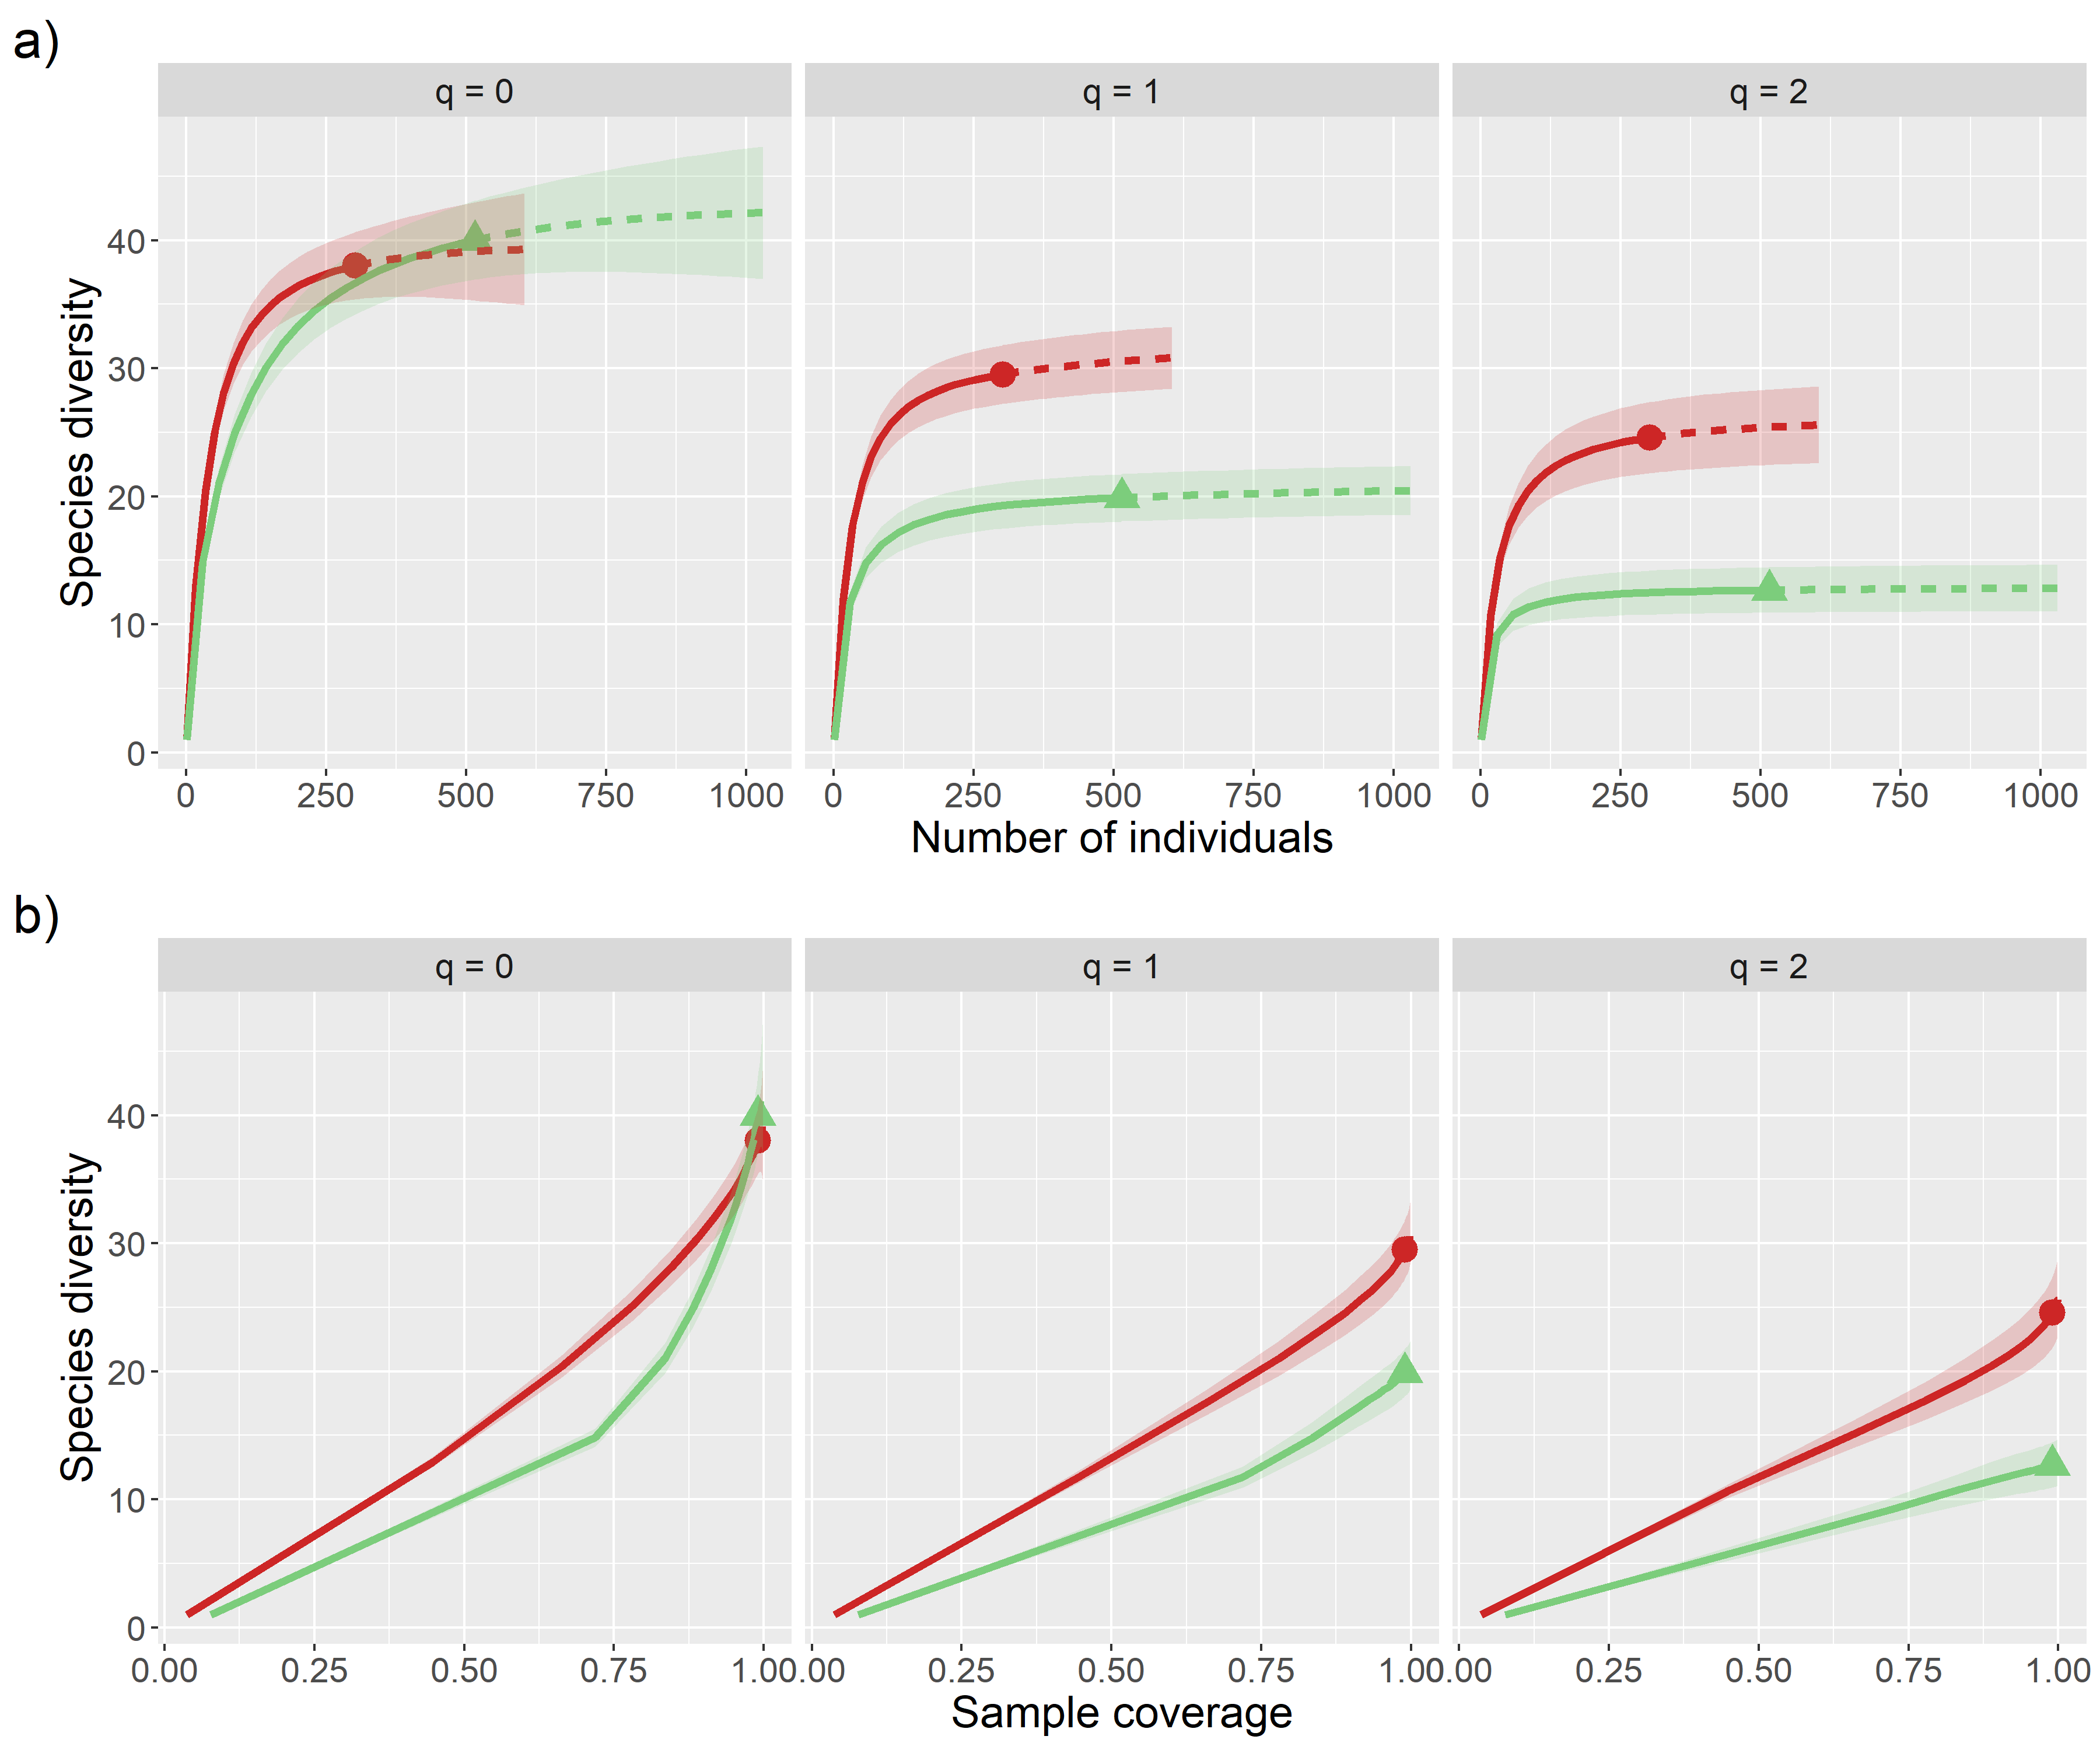 a)
q = 0 q = 1 q = 2
Species diversity
40
30
20
10
0
0 250 500 750 1000 0 250 500 750 1000 0 250 500 750 1000
Number of individuals
b)
q = 0 q = 1 q = 2
Species diversity
40
30
20
10
0
0.00 0.25 0.50 0.75 1.00 0.00 0.25 0.50 0.75 1.00 0.00 0.25 0.50 0.75 1.00
Sample coverage